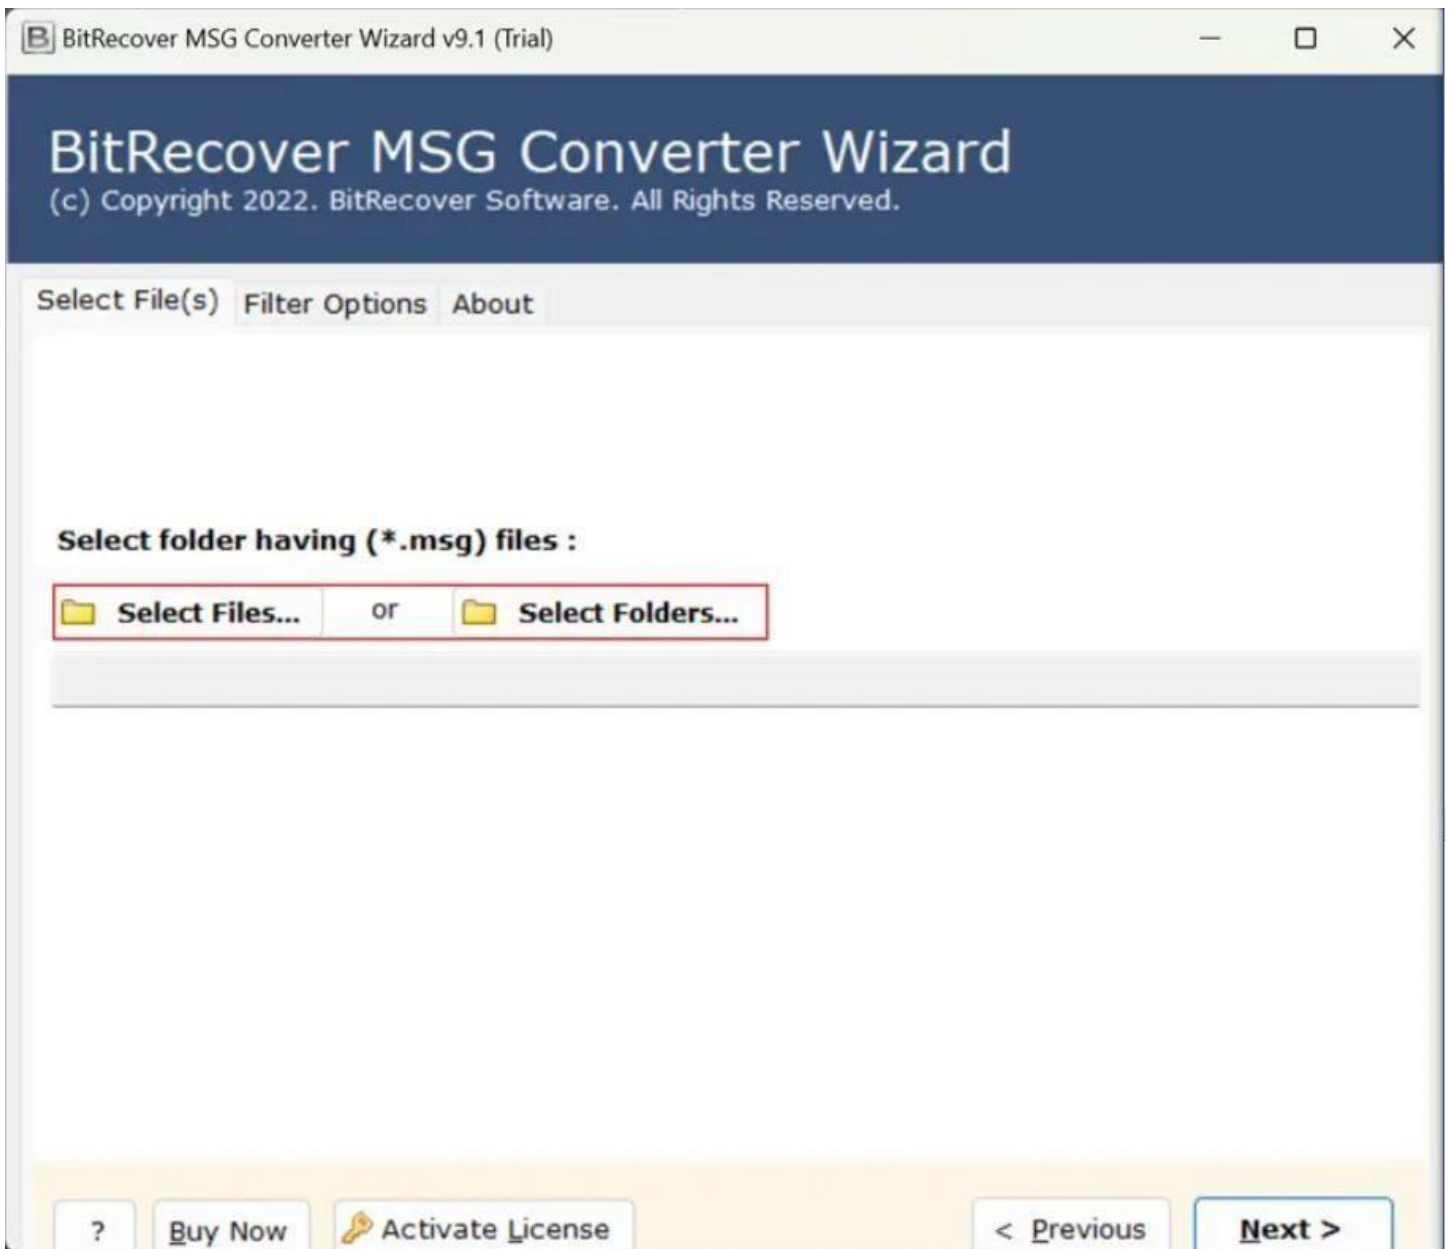 B BitRecover MSG Converter Wizard v9.1 (Trial)
BitRecover MSG Converter Wizard
(c) Copyright 2022. BitRecover Software. All Rights Reserved.
Select File(s) Filter Options About
Select folder having (*.msg) files :
Select Files... or Select Folders...
? Buy Now Activate License < Previous Next >